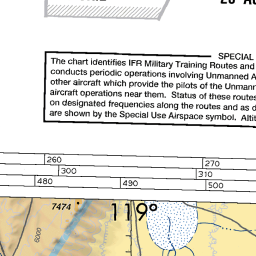 SPECIAL
The chart identifies IFR Military Training Routes and
conducts periodic operations involving Unmanned A
other aircraft which provide the pilots of the Unmann
aircraft operations near them. Status of these routes
on designated frequencies along the routes and as d
are shown by the Special Use Airspace symbol. Altit
260 270
300 310
480 490 500
7474 119°
6000